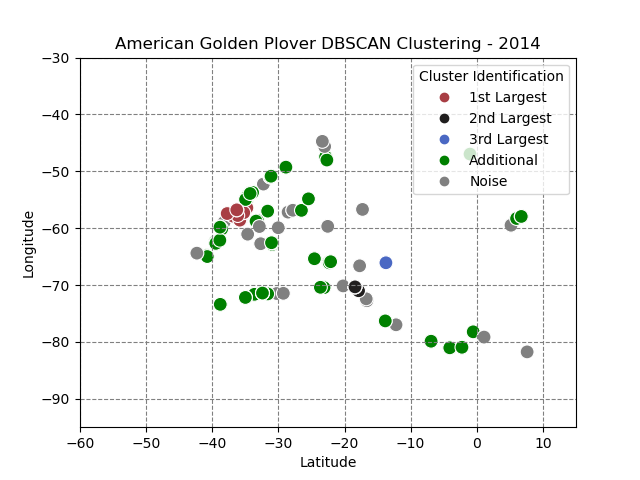 American Golden Plover DBSCAN Clustering - 2014
Cluster Identification
1st Largest
2nd Largest
3rd Largest
Additional
Noise
Longitude
−30
−40
−50
−60
−70
−80
−90
−60 −50 −40 −30 −20 −10 0 10
Latitude